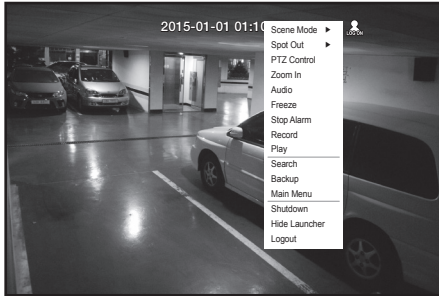 2015-01-01 01:10
LOG ON
Scene Mode ▶
Spot Out ▶
PTZ Control
Zoom In
Audio
Freeze
Stop Alarm
Record
Play
Search
Backup
Main Menu
Shutdown
Hide Launcher
Logout